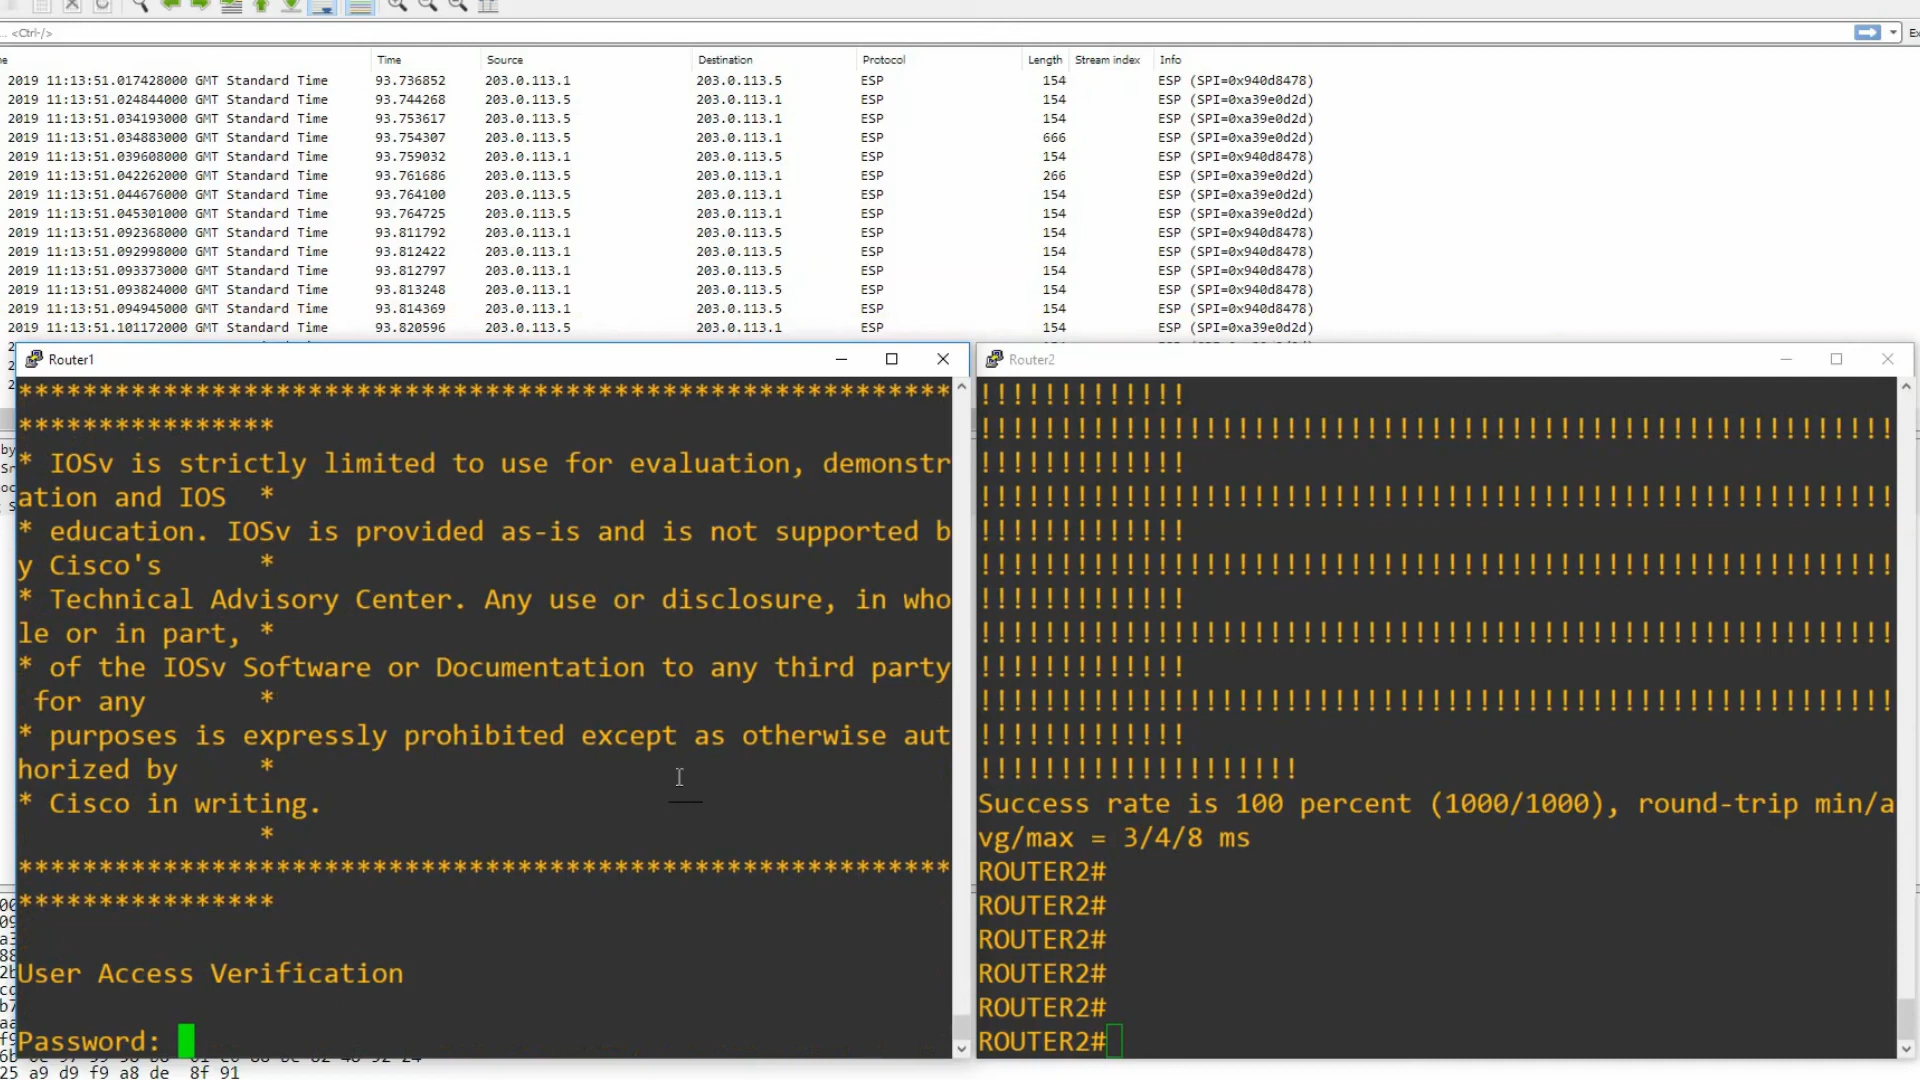 ... <Ctrl-/>
Time Source Destination Protocol Length Stream index Info
2019 11:13:51.017428000 GMT Standard Time 93.736852 203.0.113.1 203.0.113.5 ESP 154 ESP (SPI=0x940d8478)
2019 11:13:51.024844000 GMT Standard Time 93.744268 203.0.113.5 203.0.113.1 ESP 154 ESP (SPI=0xa39e0d2d)
2019 11:13:51.034193000 GMT Standard Time 93.753617 203.0.113.5 203.0.113.1 ESP 154 ESP (SPI=0xa39e0d2d)
2019 11:13:51.034883000 GMT Standard Time 93.754307 203.0.113.5 203.0.113.1 ESP 666 ESP (SPI=0xa39e0d2d)
2019 11:13:51.039608000 GMT Standard Time 93.759032 203.0.113.1 203.0.113.5 ESP 154 ESP (SPI=0x940d8478)
2019 11:13:51.042262000 GMT Standard Time 93.761686 203.0.113.5 203.0.113.1 ESP 266 ESP (SPI=0xa39e0d2d)
2019 11:13:51.044676000 GMT Standard Time 93.764100 203.0.113.5 203.0.113.1 ESP 154 ESP (SPI=0xa39e0d2d)
2019 11:13:51.045301000 GMT Standard Time 93.764725 203.0.113.5 203.0.113.1 ESP 154 ESP (SPI=0xa39e0d2d)
2019 11:13:51.092368000 GMT Standard Time 93.811792 203.0.113.1 203.0.113.5 ESP 154 ESP (SPI=0x940d8478)
2019 11:13:51.092998000 GMT Standard Time 93.812422 203.0.113.1 203.0.113.5 ESP 154 ESP (SPI=0x940d8478)
2019 11:13:51.093373000 GMT Standard Time 93.812797 203.0.113.1 203.0.113.5 ESP 154 ESP (SPI=0x940d8478)
2019 11:13:51.093824000 GMT Standard Time 93.813248 203.0.113.1 203.0.113.5 ESP 154 ESP (SPI=0x940d8478)
2019 11:13:51.094945000 GMT Standard Time 93.814369 203.0.113.1 203.0.113.5 ESP 154 ESP (SPI=0x940d8478)
2019 11:13:51.101172000 GMT Standard Time 93.820596 203.0.113.5 203.0.113.1 ESP 154 ESP (SPI=0xa39e0d2d)
Router1
**********************************************************
****************
* IOSv is strictly limited to use for evaluation, demonstr
ation and IOS *
* education. IOSv is provided as-is and is not supported b
y Cisco's *
* Technical Advisory Center. Any use or disclosure, in who
le or in part, *
* of the IOSv Software or Documentation to any third party
for any *
* purposes is expressly prohibited except as otherwise aut
horized by *
* Cisco in writing.
*
**********************************************************
****************
User Access Verification
Password:
Router2
!!!!!!!!!!!!!
!!!!!!!!!!!!!!!!!!!!!!!!!!!!!!!!!!!!!!!!!!!!!!!!!!!!!!!!!
!!!!!!!!!!!!!
!!!!!!!!!!!!!!!!!!!!!!!!!!!!!!!!!!!!!!!!!!!!!!!!!!!!!!!!!
!!!!!!!!!!!!!
!!!!!!!!!!!!!!!!!!!!!!!!!!!!!!!!!!!!!!!!!!!!!!!!!!!!!!!!!
!!!!!!!!!!!!!
!!!!!!!!!!!!!!!!!!!!!!!!!!!!!!!!!!!!!!!!!!!!!!!!!!!!!!!!!
!!!!!!!!!!!!!
!!!!!!!!!!!!!!!!!!!!!!!!!!!!!!!!!!!!!!!!!!!!!!!!!!!!!!!!!
!!!!!!!!!!!!!
!!!!!!!!!!!!!!!!!!!!
Success rate is 100 percent (1000/1000), round-trip min/a
vg/max = 3/4/8 ms
ROUTER2#
ROUTER2#
ROUTER2#
ROUTER2#
ROUTER2#
ROUTER2#
25 a9 d9 f9 a8 de 8f 91